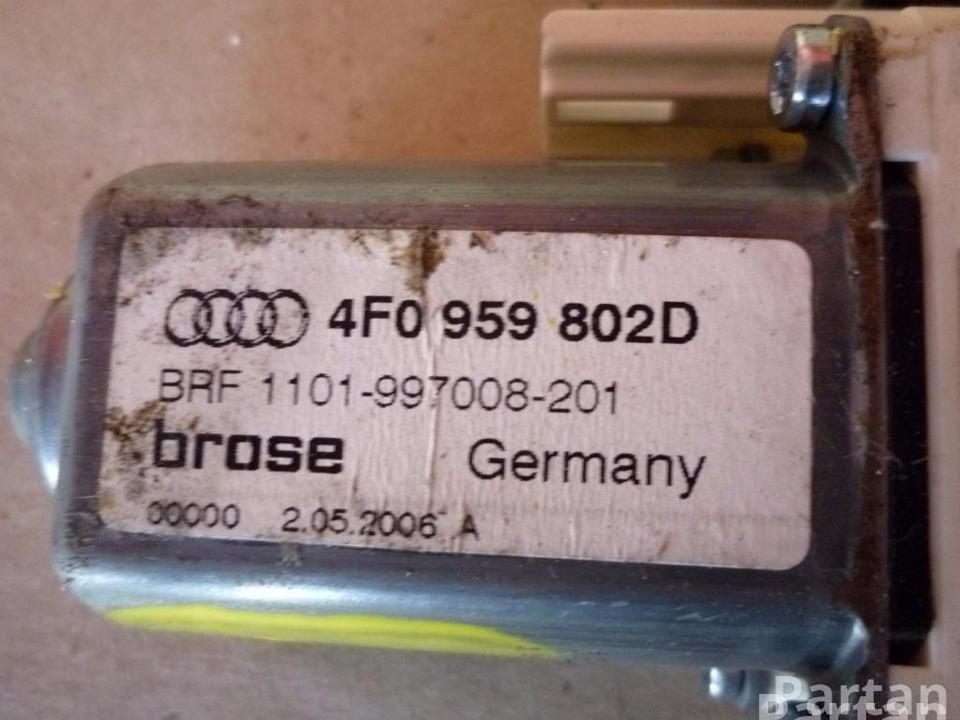 4F0 959 802D
BRF 1101-997008-201
brose Germany
00000 2.05.2006 A
Partan